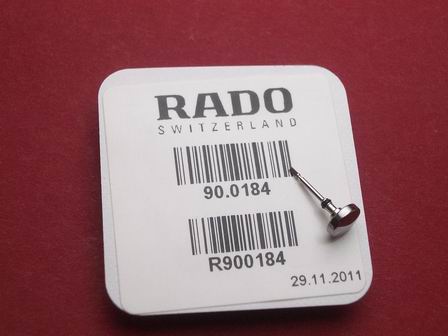 RADO
SWITZERLAND
90.0184
R900184
29.11.2011